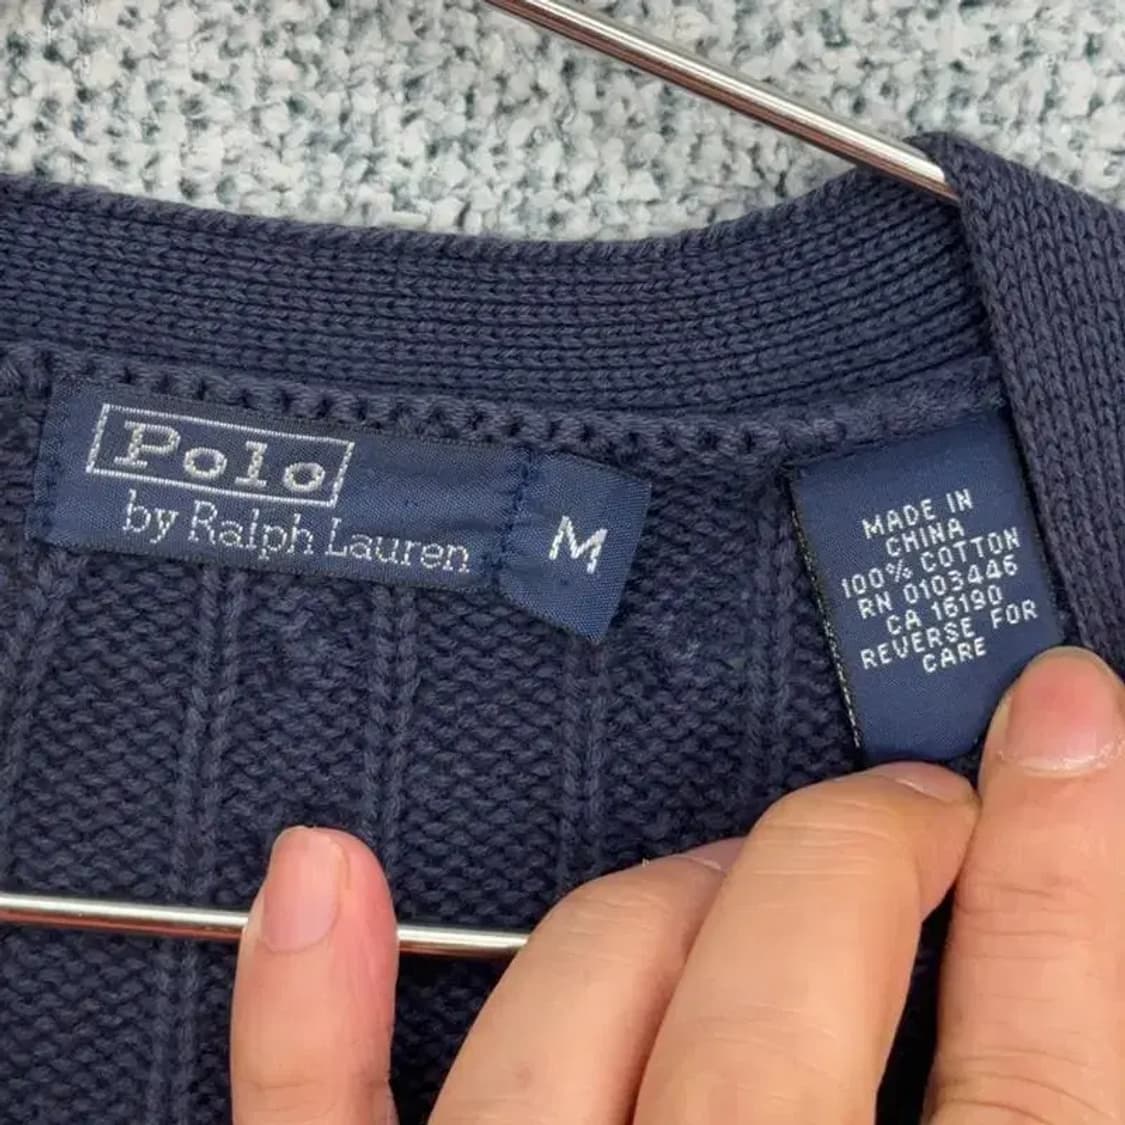 Polo
by Ralph Lauren
M
MADE IN
CHINA
100% COTTON
RN 0103446
CA 16190
REVERSE FOR
CARE